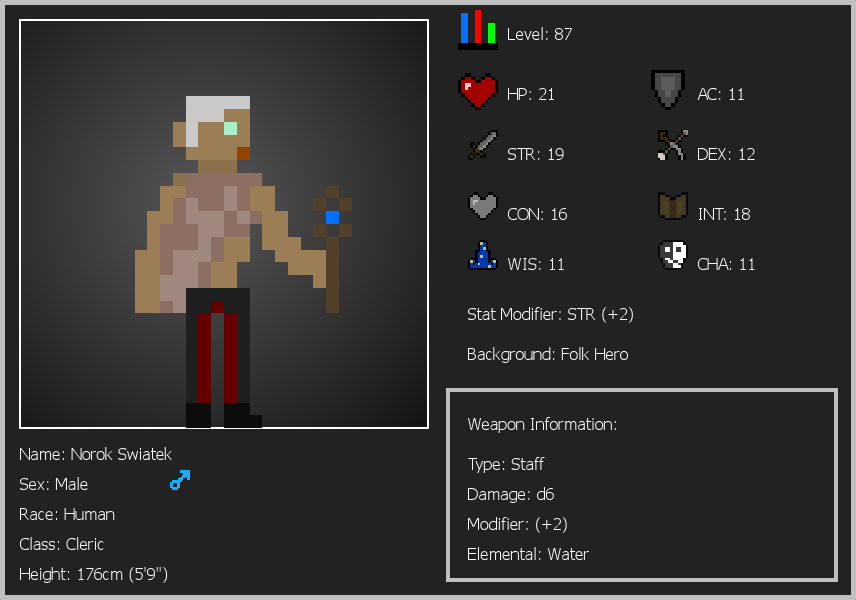 Level: 87
HP: 21
AC: 11
STR: 19
DEX: 12
CON: 16
INT: 18
WIS: 11
CHA: 11
Stat Modifier: STR (+2)
Background: Folk Hero
Weapon Information:
Type: Staff
Damage: d6
Modifier: (+2)
Elemental: Water
Name: Norok Swiatek
Sex: Male
Race: Human
Class: Cleric
Height: 176cm (5'9")